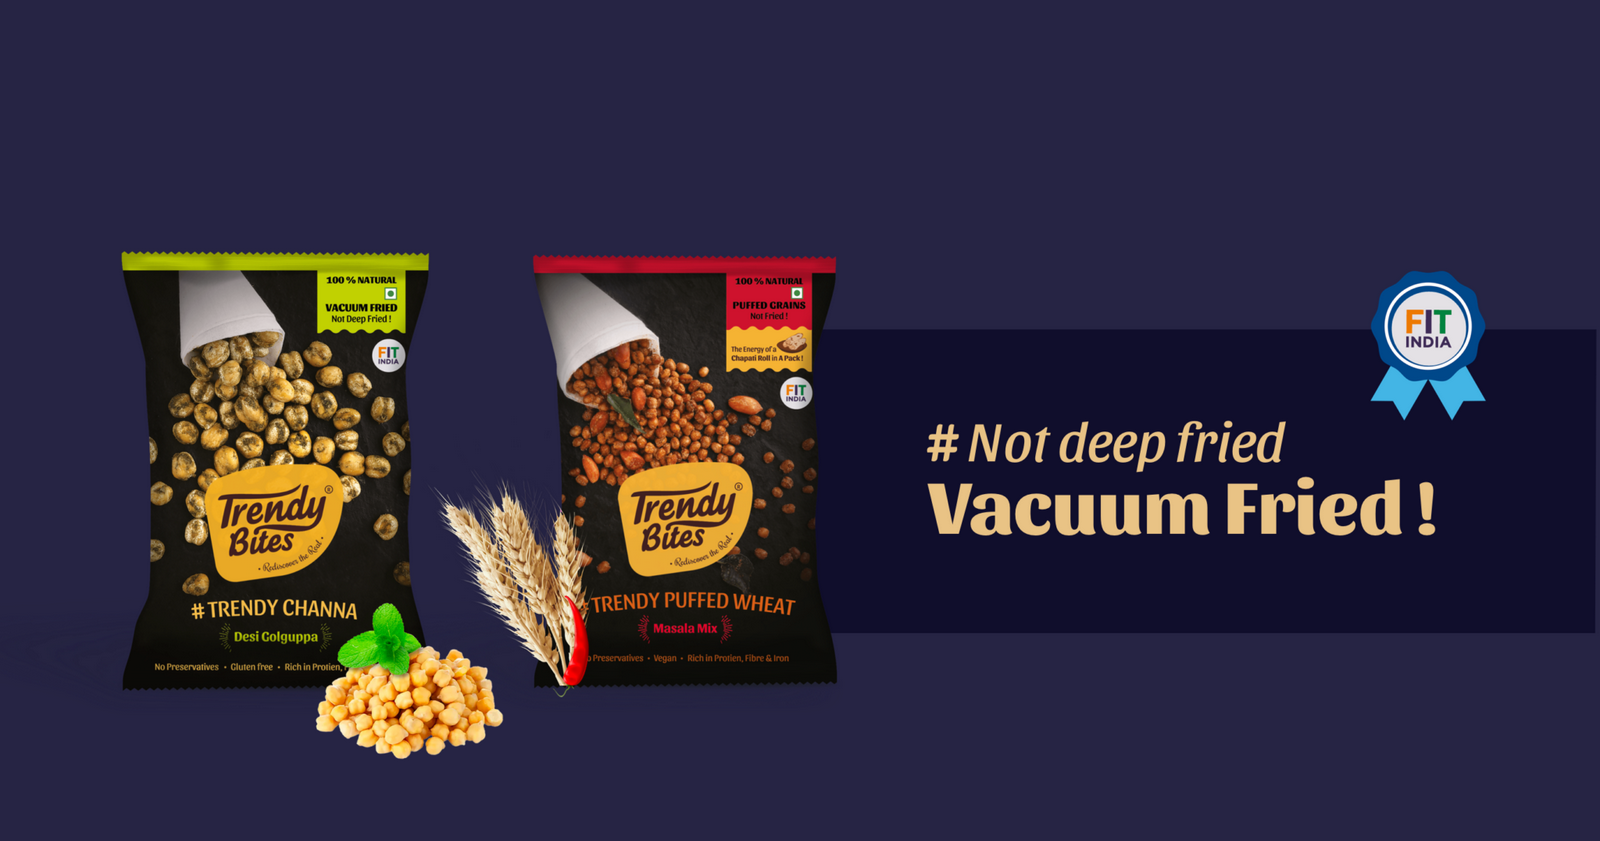 100 % NATURAL
VACUUM FRIED
Not Deep Fried !
FIT
INDIA
Trendy®
Bites
• Rediscover the Real •
# TRENDY CHANNA
Desi Golguppa
No Preservatives • Gluten free • Rich in Protien,
100 % NATURAL
PUFFED GRAINS
Not Fried !
The Energy of a
Chapati Roll in A Pack !
FIT
INDIA
Trendy®
Bites
• Rediscover the Real •
TRENDY PUFFED WHEAT
Masala Mix
Preservatives • Vegan • Rich in Protien, Fibre & Iron
FIT
INDIA
# Not deep fried
Vacuum Fried !